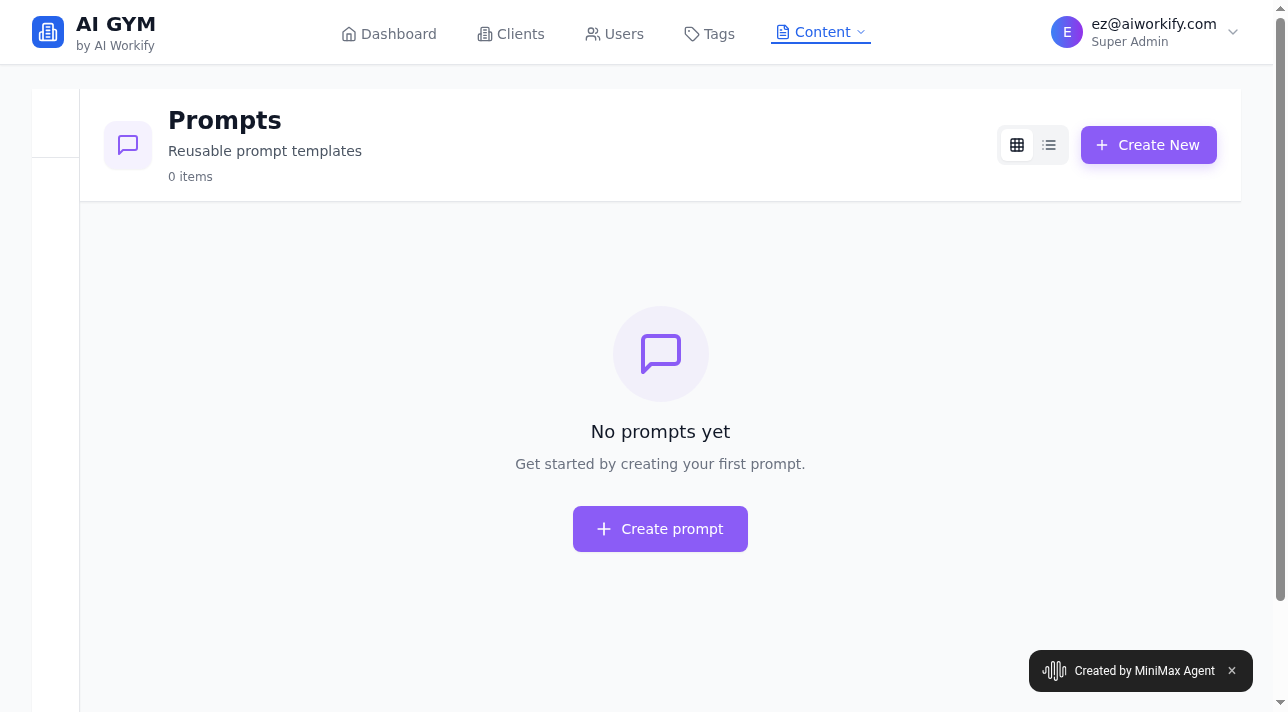 AI GYM
by AI Workify
Dashboard
Clients
Users
Tags
Content
E
ez@aiworkify.com
Super Admin
Prompts
Reusable prompt templates
0 items
Create New
No prompts yet
Get started by creating your first prompt.
Create prompt
Created by MiniMax Agent